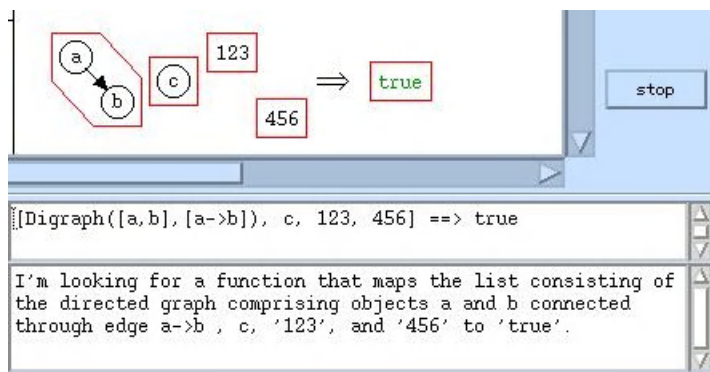 a
b
c
123
456
⟹
true
stop
[Digraph([a,b],[a->b]), c, 123, 456] ==> true
I'm looking for a function that maps the list consisting of
the directed graph comprising objects a and b connected
through edge a->b , c, '123', and '456' to 'true'.